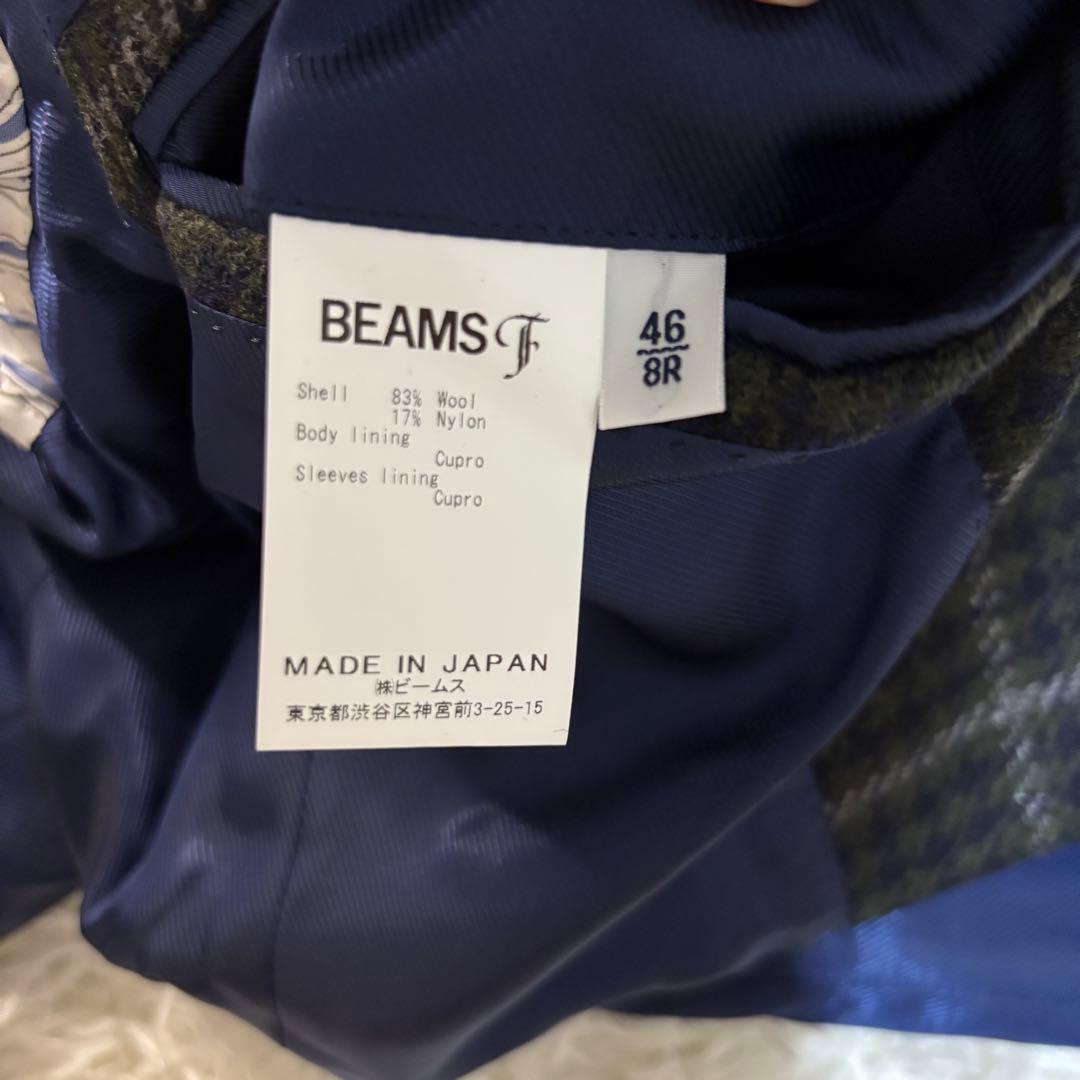 BEAMS F
46
8R
Shell 83% Wool
17% Nylon
Body lining
Cupro
Sleeves lining
Cupro
MADE IN JAPAN
㈱ビームス
東京都渋谷区神宮前3-25-15